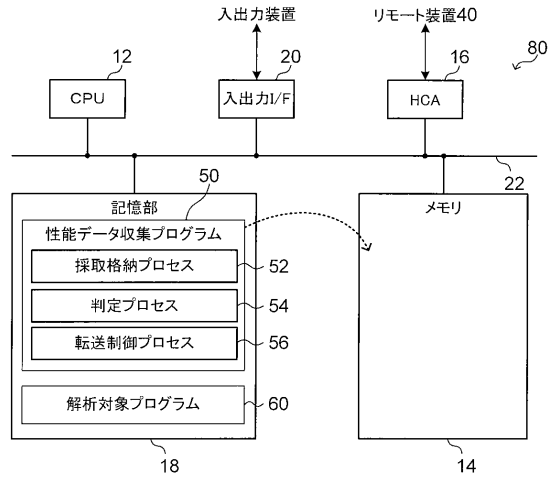 入出力装置
リモート装置40
80
12
20
16
CPU
入出力I/F
HCA
22
記憶部
50
メモリ
性能データ収集プログラム
採取格納プロセス
52
判定プロセス
54
転送制御プロセス
56
解析対象プログラム
60
18
14